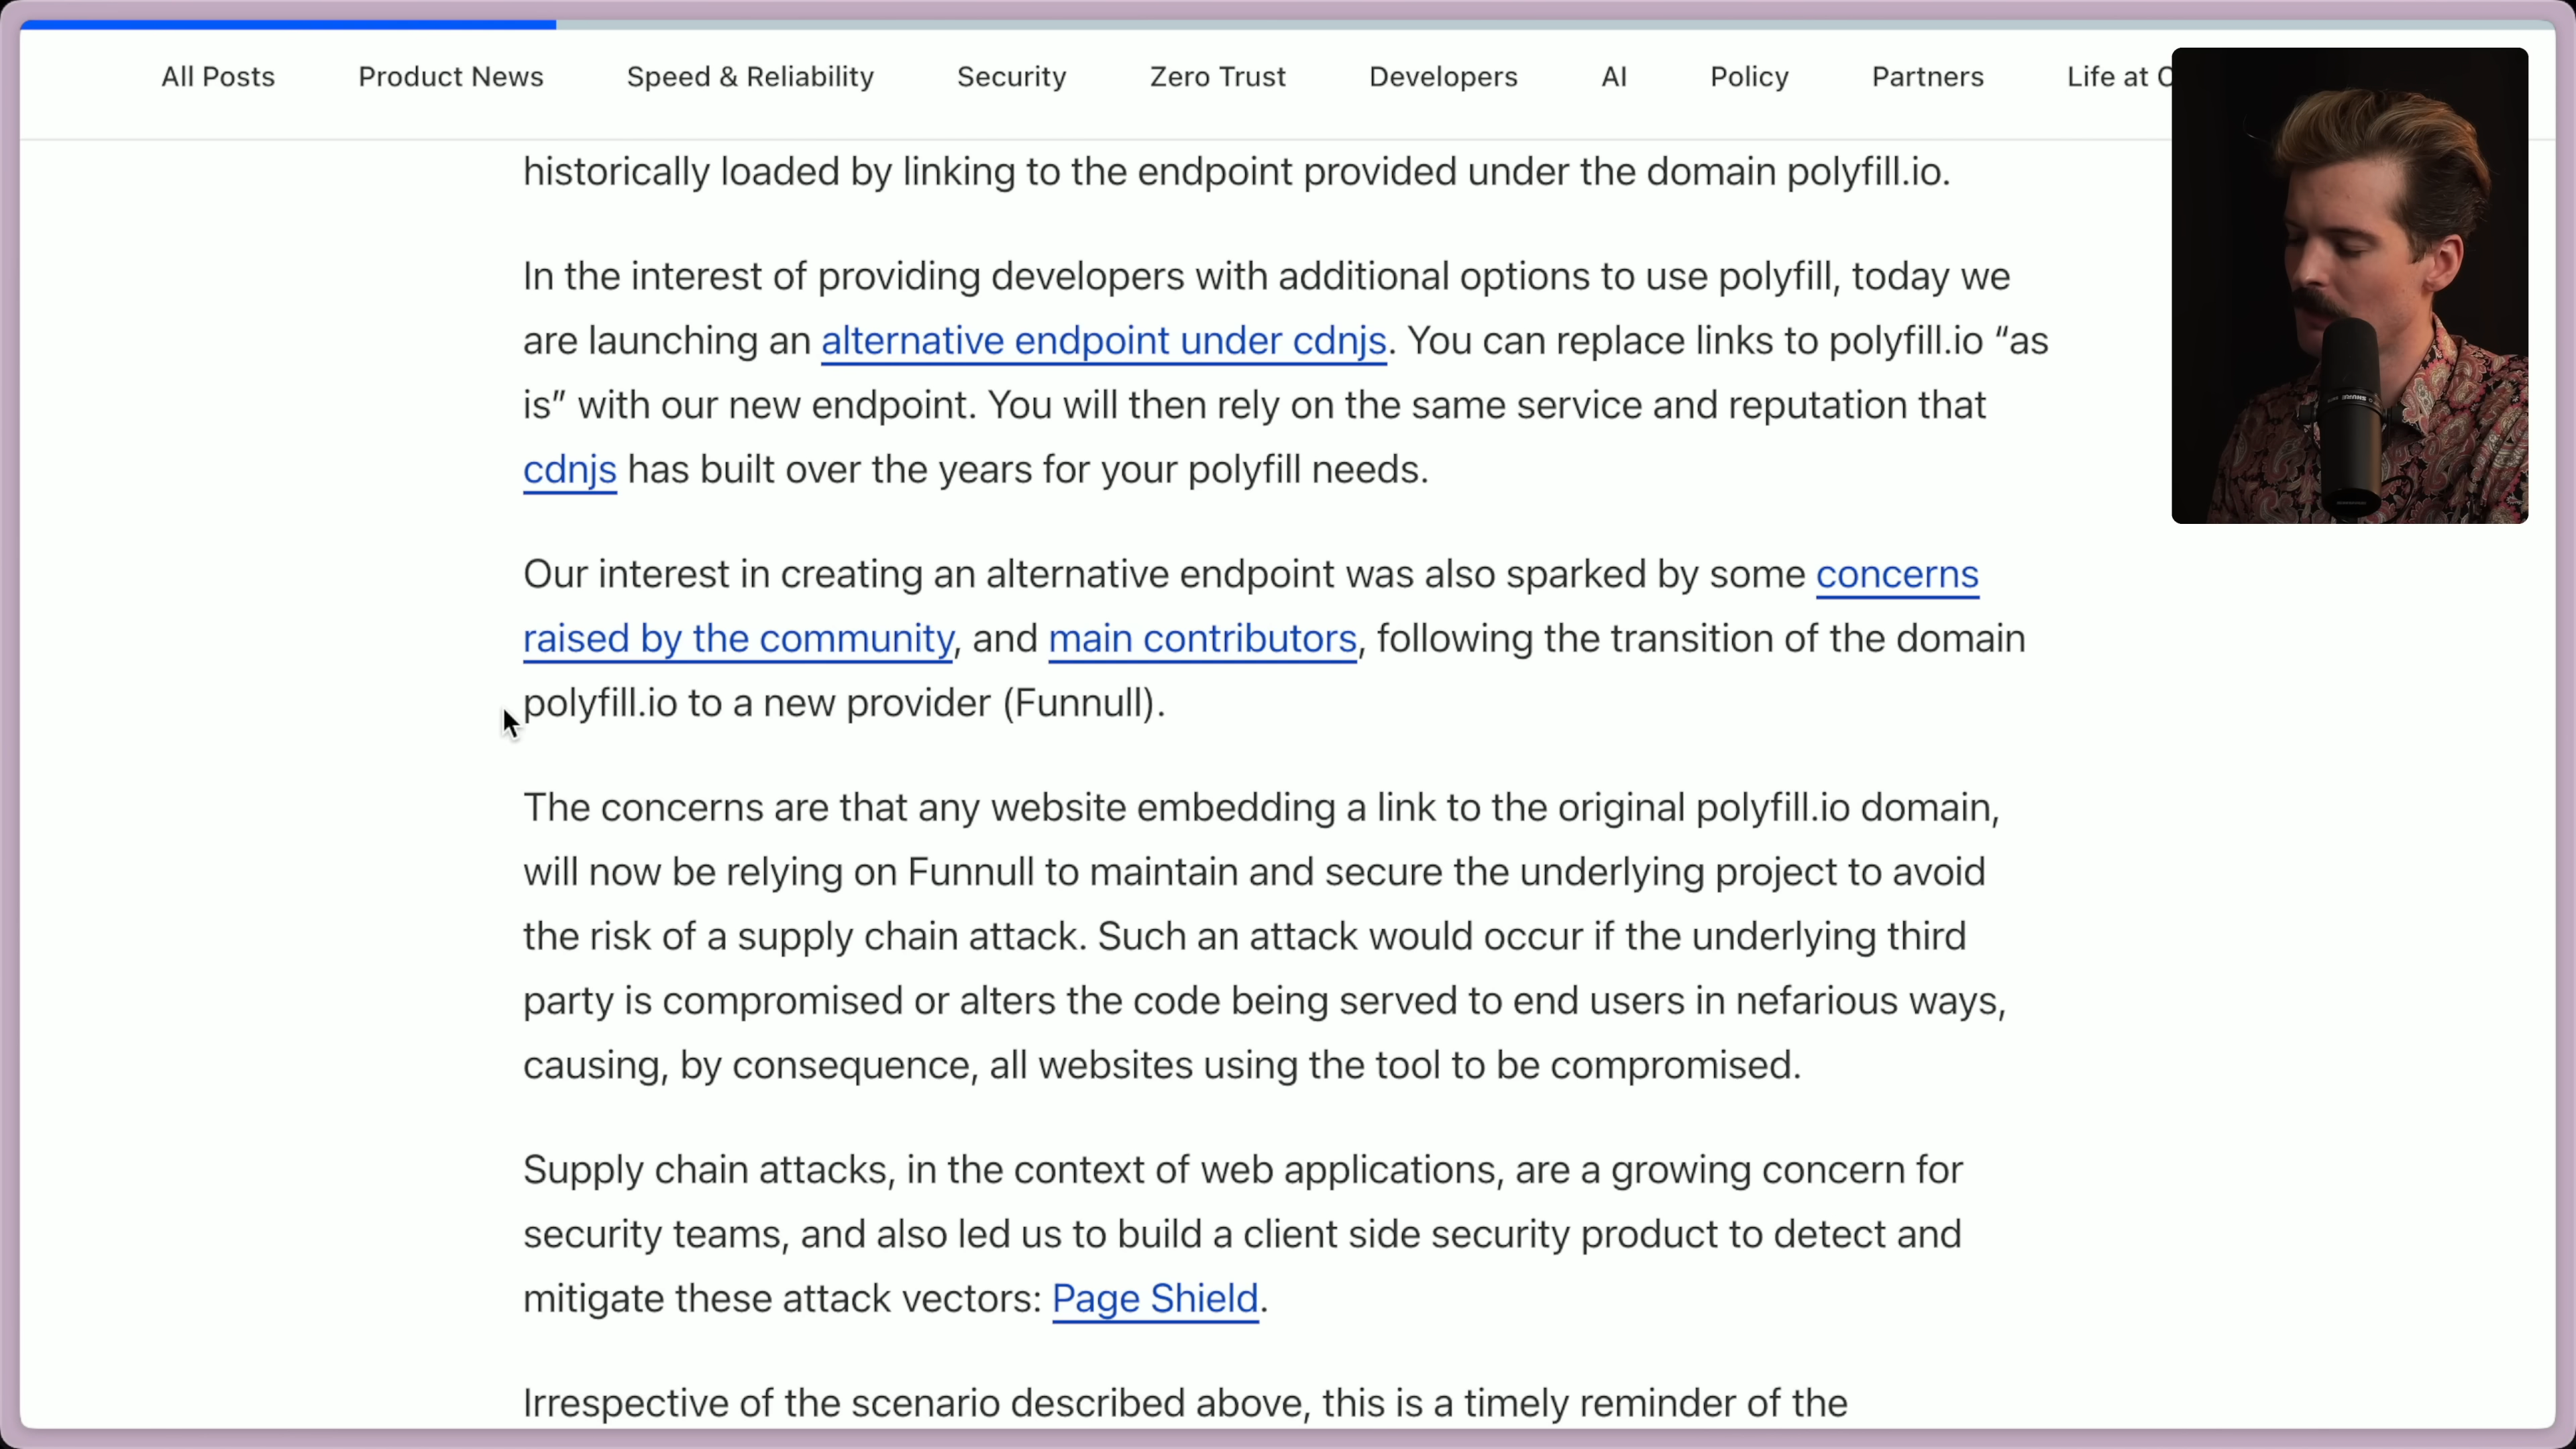 All Posts Product News Speed & Reliability Security Zero Trust Developers AI Policy Partners Life at
historically loaded by linking to the endpoint provided under the domain polyfill.io.
In the interest of providing developers with additional options to use polyfill, today we
are launching an alternative endpoint under cdnjs. You can replace links to polyfill.io “as
is” with our new endpoint. You will then rely on the same service and reputation that
cdnjs has built over the years for your polyfill needs.
Our interest in creating an alternative endpoint was also sparked by some concerns
raised by the community, and main contributors, following the transition of the domain
polyfill.io to a new provider (Funnull).
The concerns are that any website embedding a link to the original polyfill.io domain,
will now be relying on Funnull to maintain and secure the underlying project to avoid
the risk of a supply chain attack. Such an attack would occur if the underlying third
party is compromised or alters the code being served to end users in nefarious ways,
causing, by consequence, all websites using the tool to be compromised.
Supply chain attacks, in the context of web applications, are a growing concern for
security teams, and also led us to build a client side security product to detect and
mitigate these attack vectors: Page Shield.
Irrespective of the scenario described above, this is a timely reminder of the